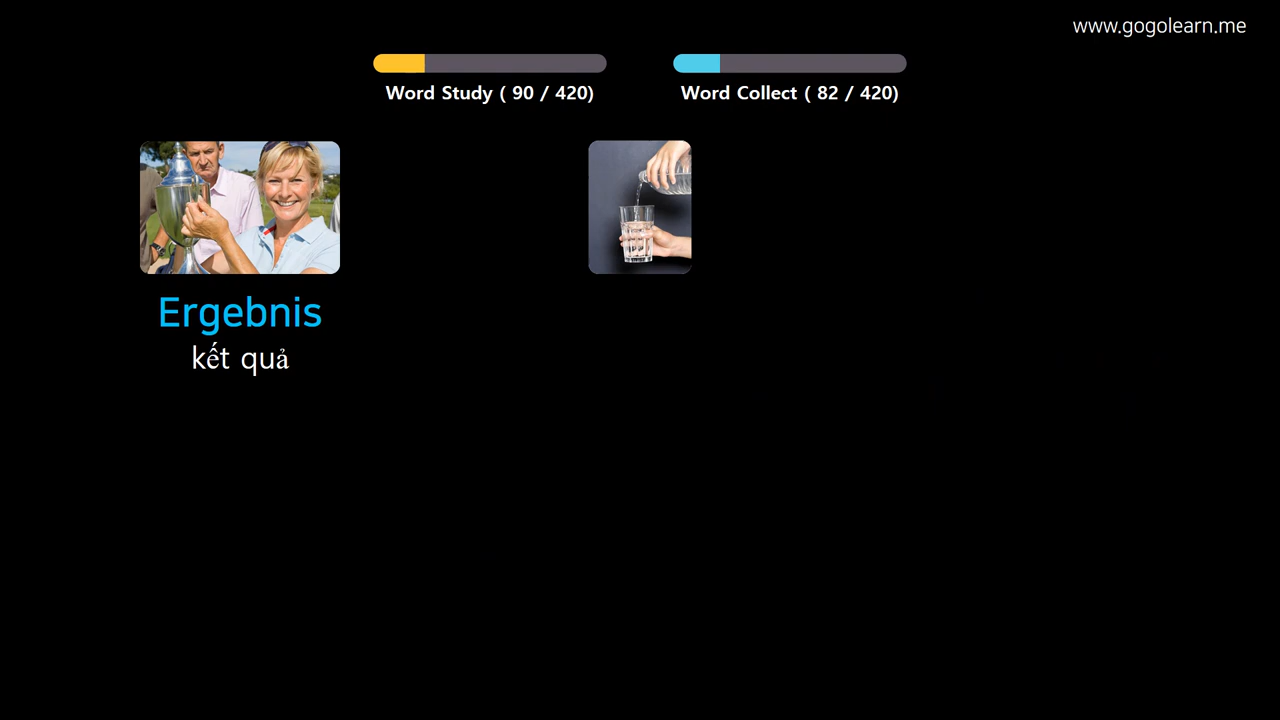 www.gogolearn.me
Word Study ( 90 / 420)
Word Collect ( 82 / 420)
Ergebnis
kết quả